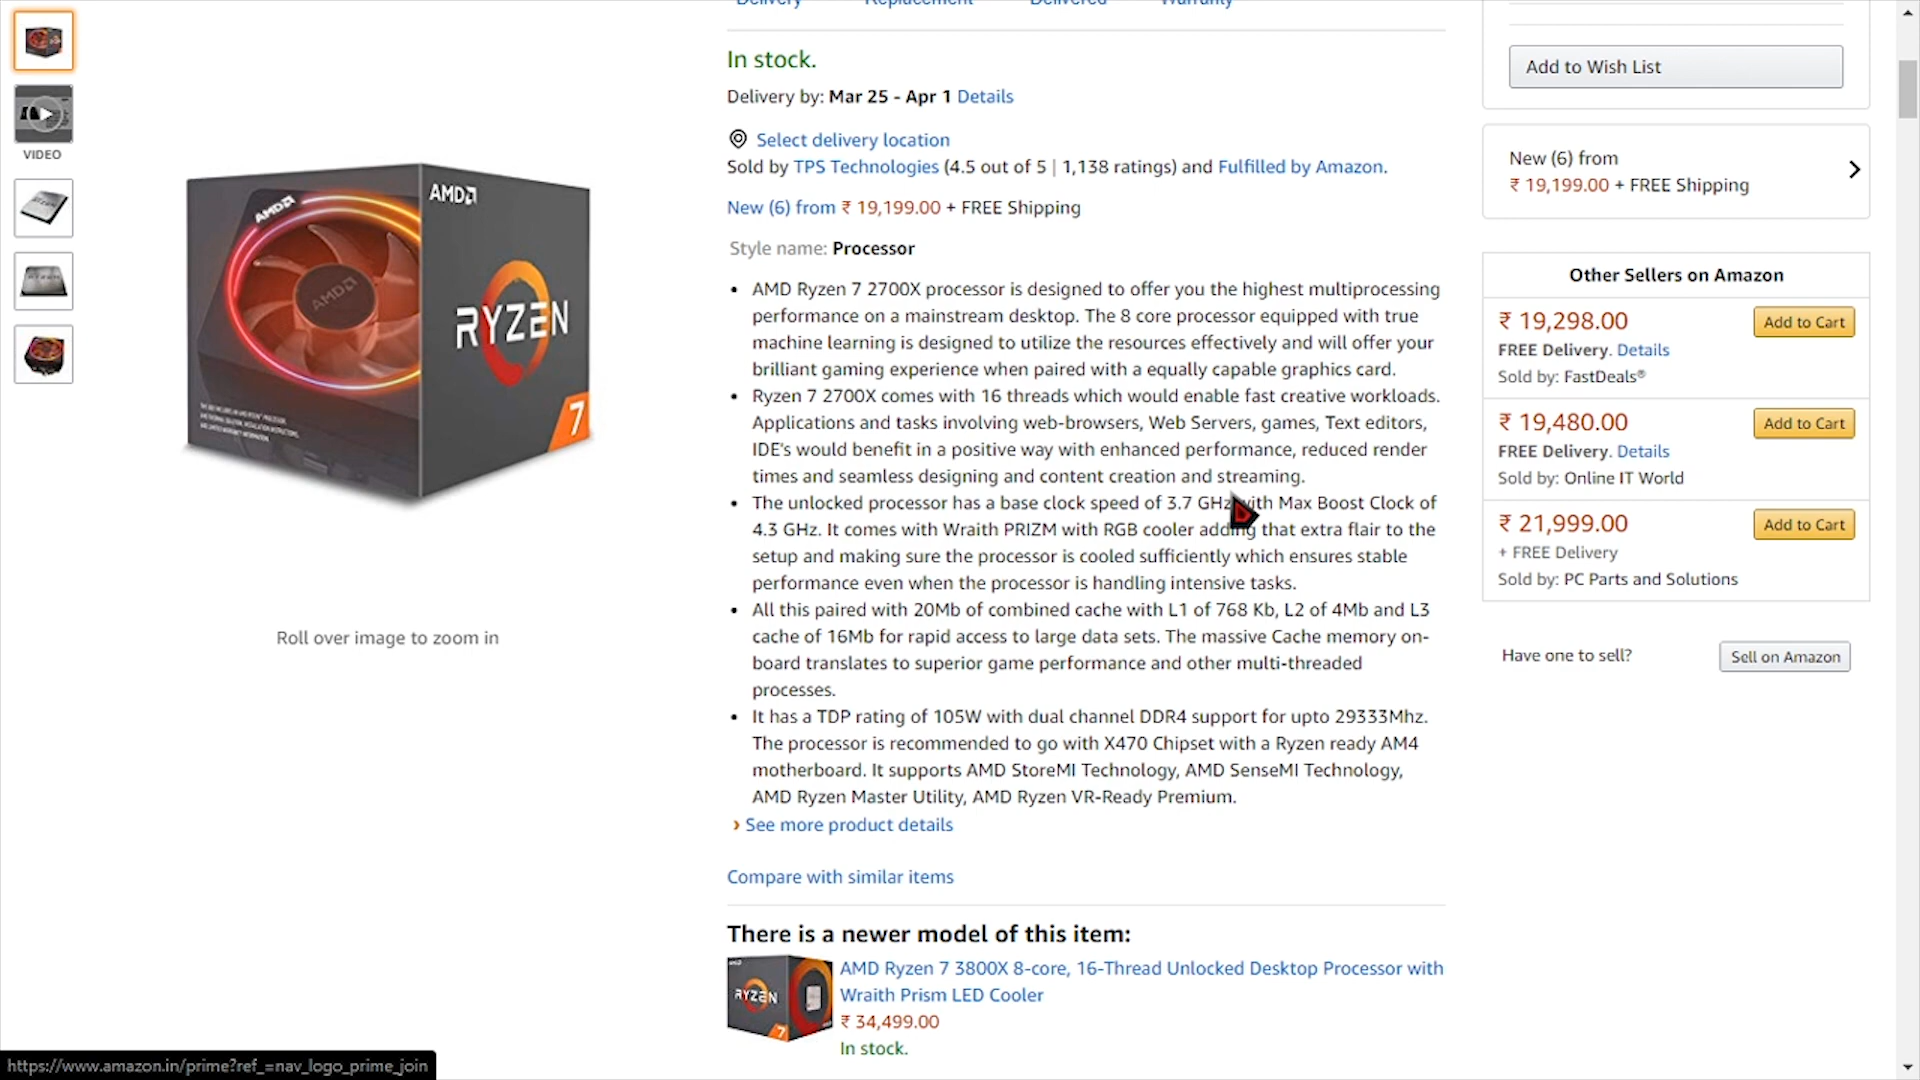 In stock.
Delivery by: Mar 25 - Apr 1 Details
Select delivery location
Sold by TPS Technologies (4.5 out of 5 | 1,138 ratings) and Fulfilled by Amazon.
New (6) from ₹ 19,199.00 + FREE Shipping
Style name: Processor
• AMD Ryzen 7 2700X processor is designed to offer you the highest multiprocessing
performance on a mainstream desktop. The 8 core processor equipped with true
machine learning is designed to utilize the resources effectively and will offer your
brilliant gaming experience when paired with a equally capable graphics card.
• Ryzen 7 2700X comes with 16 threads which would enable fast creative workloads.
Applications and tasks involving web-browsers, Web Servers, games, Text editors,
IDE's would benefit in a positive way with enhanced performance, reduced render
times and seamless designing and content creation and streaming.
• The unlocked processor has a base clock speed of 3.7 GHz with Max Boost Clock of
4.3 GHz. It comes with Wraith PRIZM with RGB cooler adding that extra flair to the
setup and making sure the processor is cooled sufficiently which ensures stable
performance even when the processor is handling intensive tasks.
• All this paired with 20Mb of combined cache with L1 of 768 Kb, L2 of 4Mb and L3
cache of 16Mb for rapid access to large data sets. The massive Cache memory on-
board translates to superior game performance and other multi-threaded
processes.
• It has a TDP rating of 105W with dual channel DDR4 support for upto 29333Mhz.
The processor is recommended to go with X470 Chipset with a Ryzen ready AM4
motherboard. It supports AMD StoreMI Technology, AMD SenseMI Technology,
AMD Ryzen Master Utility, AMD Ryzen VR-Ready Premium.
› See more product details
Compare with similar items
There is a newer model of this item:
AMD Ryzen 7 3800X 8-core, 16-Thread Unlocked Desktop Processor with
Wraith Prism LED Cooler
₹ 34,499.00
In stock.
VIDEO
AMD
AMD
AMD
RYZEN
7
Roll over image to zoom in
RYZEN
7
Add to Wish List
New (6) from
₹ 19,199.00 + FREE Shipping
Other Sellers on Amazon
₹ 19,298.00
Add to Cart
FREE Delivery. Details
Sold by: FastDeals®
₹ 19,480.00
Add to Cart
FREE Delivery. Details
Sold by: Online IT World
₹ 21,999.00
Add to Cart
+ FREE Delivery
Sold by: PC Parts and Solutions
Have one to sell?
Sell on Amazon
https://www.amazon.in/prime?ref_=nav_logo_prime_join